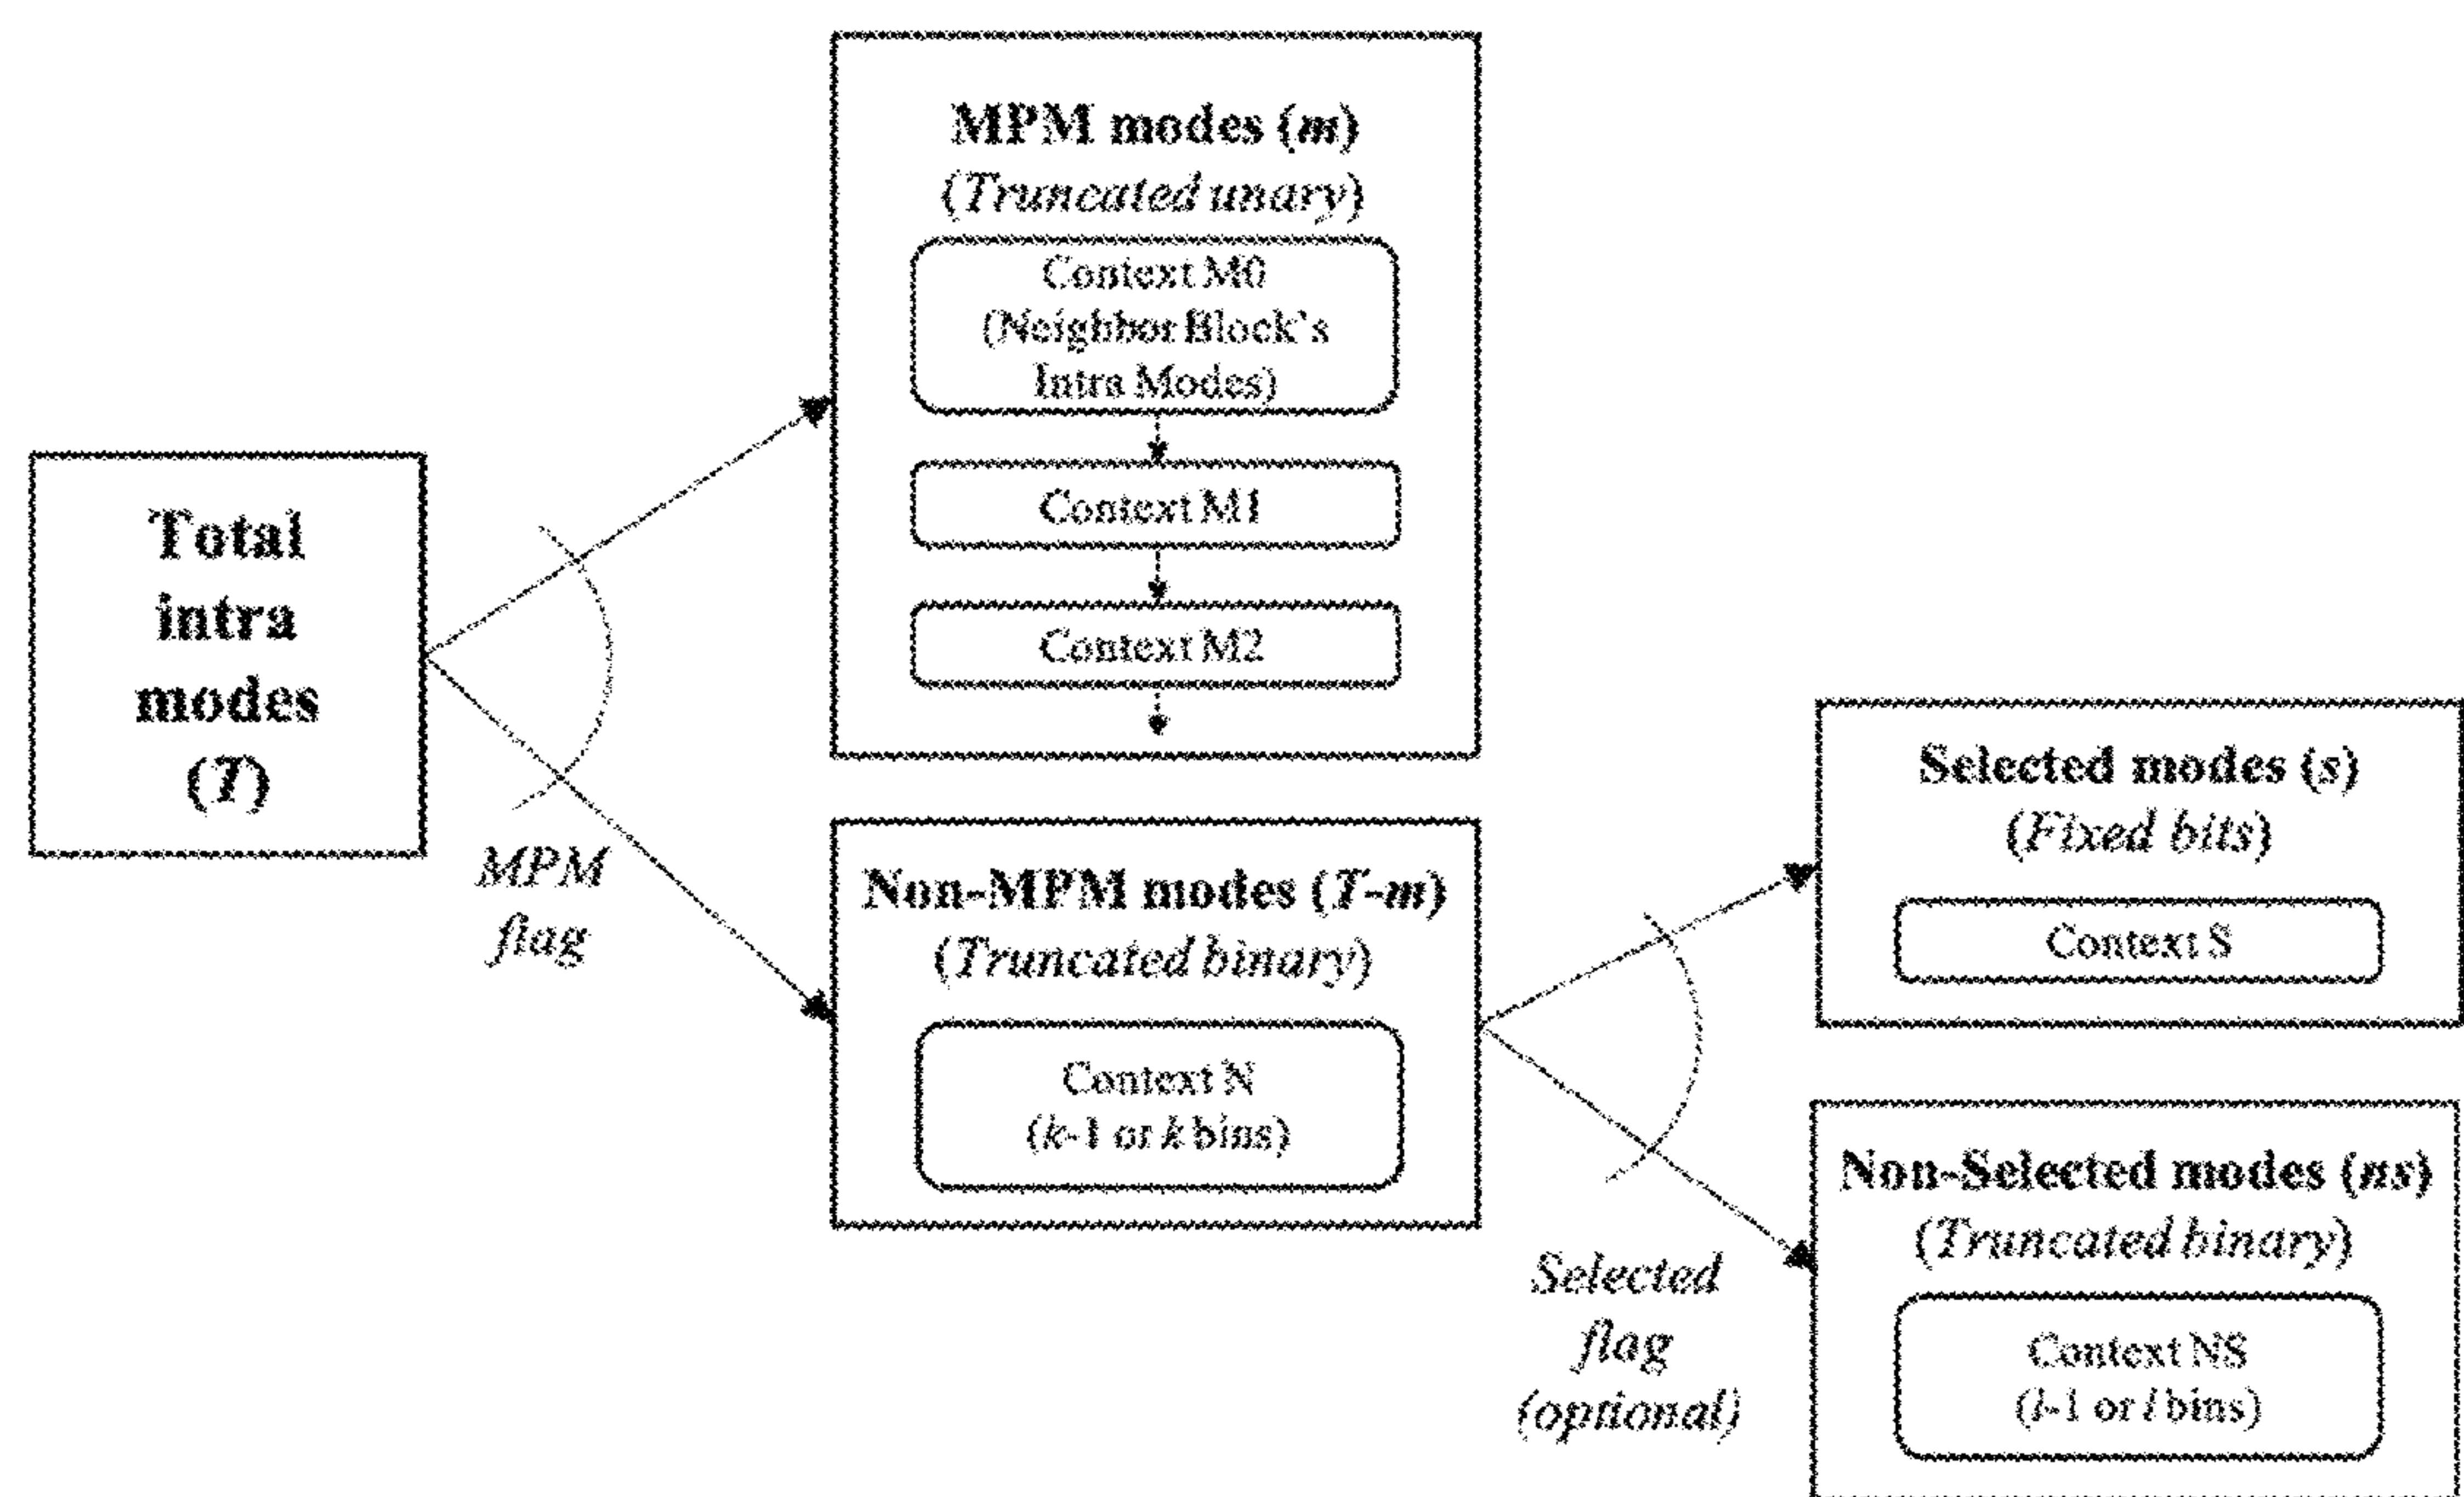 Total
intra
modes
(T)
MPM
flag
MPM modes (m)
(Truncated unary)
Context M0
(Neighbor Block's
Intra Modes)
Context M1
Context M2
Non-MPM modes (T-m)
(Truncated binary)
Context N
(k-1 or k bins)
Selected
flag
(optional)
Selected modes (s)
(Fixed bits)
Context S
Non-Selected modes (ns)
(Truncated binary)
Context NS
(l-1 or l bins)